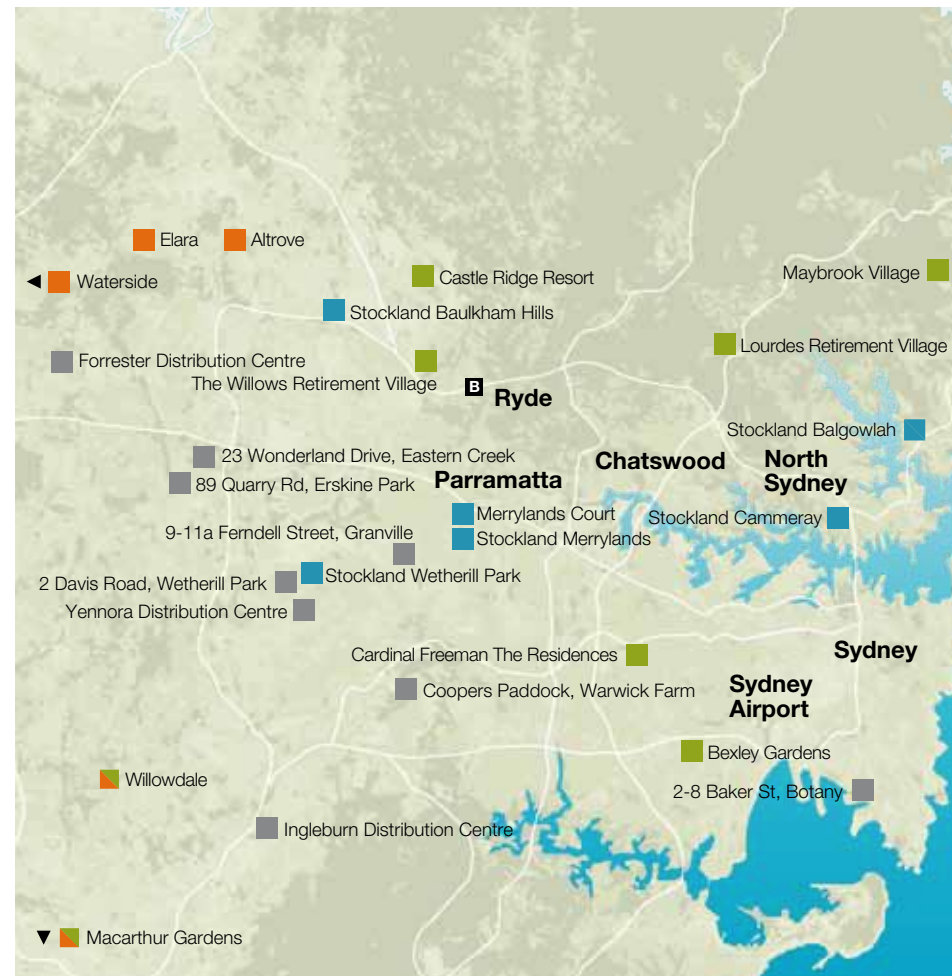 Elara
Altrove
Waterside
Castle Ridge Resort
Maybrook Village
Stockland Baulkham Hills
Lourdes Retirement Village
Forrester Distribution Centre
The Willows Retirement Village
B
Ryde
Stockland Balgowlah
23 Wonderland Drive, Eastern Creek
Chatswood
North
Sydney
89 Quarry Rd, Erskine Park
Parramatta
Merrylands Court
Stockland Cammeray
9-11a Ferndell Street, Granville
Stockland Merrylands
Stockland Wetherill Park
2 Davis Road, Wetherill Park
Yennora Distribution Centre
Cardinal Freeman The Residences
Sydney
Coopers Paddock, Warwick Farm
Sydney
Airport
Bexley Gardens
Willowdale
2-8 Baker St, Botany
Ingleburn Distribution Centre
Macarthur Gardens